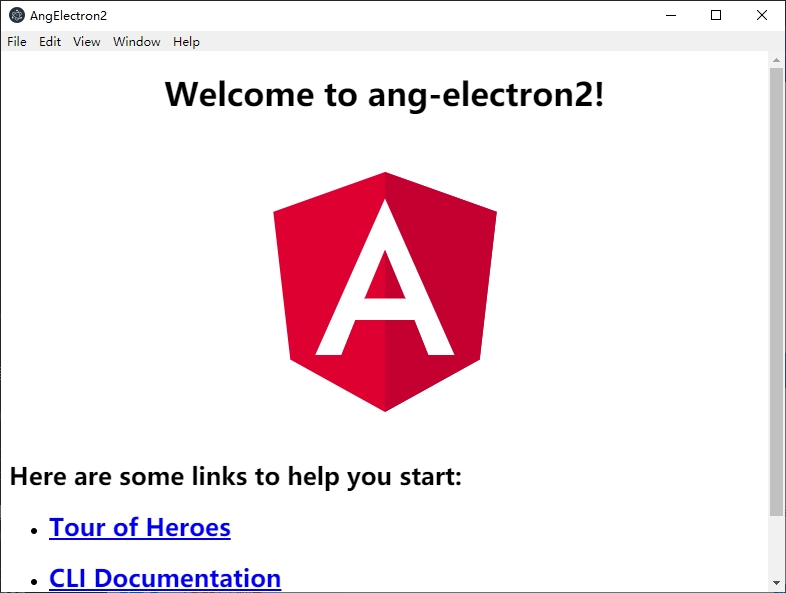 AngElectron2
File Edit View Window Help
Welcome to ang-electron2!
A
Here are some links to help you start:
Tour of Heroes
CLI Documentation